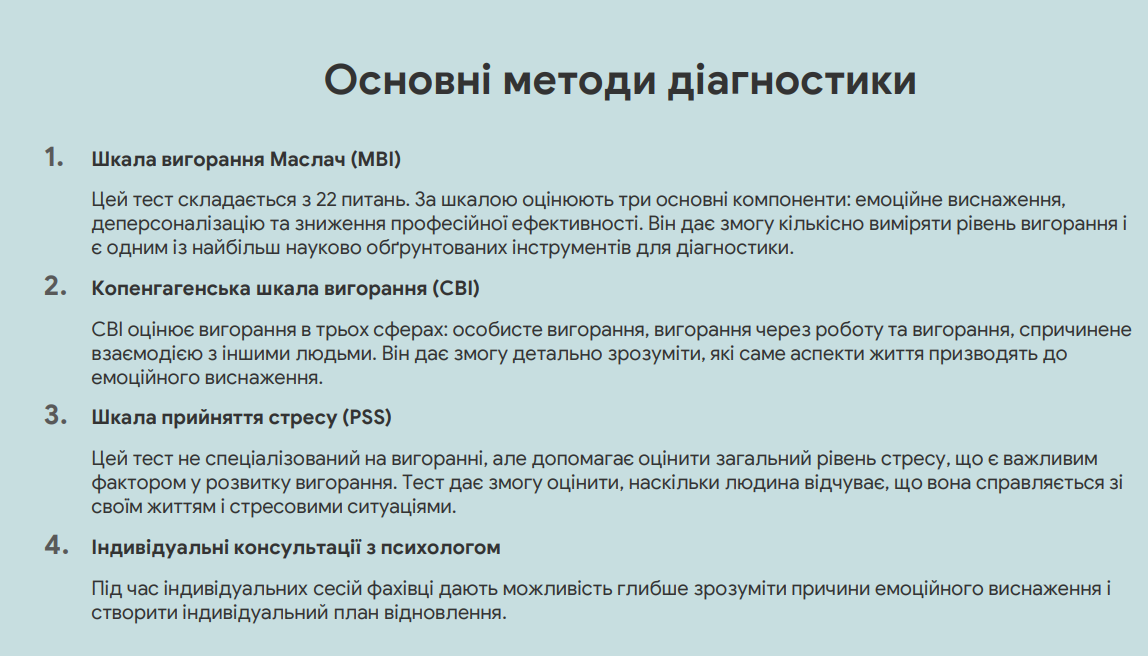 Основні методи діагностики
1. Шкала вигорання Маслач (MBI)
Цей тест складається з 22 питань. За шкалою оцінюють три основні компоненти: емоційне виснаження,
деперсоналізацію та зниження професійної ефективності. Він дає змогу кількісно виміряти рівень вигорання і
є одним із найбільш науково обґрунтованих інструментів для діагностики.
2. Копенгагенська шкала вигорання (CBI)
CBI оцінює вигорання в трьох сферах: особисте вигорання, вигорання через роботу та вигорання, спричинене
взаємодією з іншими людьми. Він дає змогу детально зрозуміти, які саме аспекти життя призводять до
емоційного виснаження.
3. Шкала прийняття стресу (PSS)
Цей тест не спеціалізований на вигоранні, але допомагає оцінити загальний рівень стресу, що є важливим
фактором у розвитку вигорання. Тест дає змогу оцінити, наскільки людина відчуває, що вона справляється зі
своїм життям і стресовими ситуаціями.
4. Індивідуальні консультації з психологом
Під час індивідуальних сесій фахівці дають можливість глибше зрозуміти причини емоційного виснаження і
створити індивідуальний план відновлення.